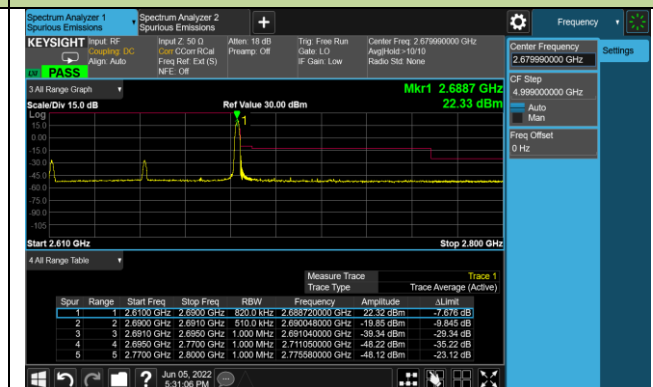 Spectrum Analyzer 1
Spurious Emissions
Spectrum Analyzer 2
Spurious Emissions
+
Frequency
KEYSIGHT
Input: RF
Coupling: DC
Align: Auto
Input Z: 50 Ω
Corr CCorr RCal
Freq Ref: Ext (S)
NFE: Off
Atten: 18 dB
Preamp: Off
Trig: Free Run
Gate: LO
IF Gain: Low
Center Freq: 2.679990000 GHz
Avg|Hold:>10/10
Radio Std: None
PASS
Center Frequency
2.679990000 GHz
Settings
CF Step
4.999000000 GHz
Auto
Man
Freq Offset
0 Hz
3 All Range Graph
Mkr1 2.6887 GHz
Scale/Div 15.0 dB
Ref Value 30.00 dBm
22.33 dBm
Log
1
15.0
0.00
-15.0
-30.0
-45.0
-60.0
-75.0
-90.0
-105
Start 2.610 GHz
Stop 2.800 GHz
4 All Range Table
Measure Trace Trace 1
Trace Type Trace Average (Active)
Spur Range Start Freq Stop Freq RBW Frequency Amplitude ΔLimit
1 1 2.6100 GHz 2.6900 GHz 820.0 kHz 2.688720000 GHz 22.32 dBm -7.676 dB
2 2 2.6900 GHz 2.6910 GHz 510.0 kHz 2.690048000 GHz -19.85 dBm -9.845 dB
3 3 2.6910 GHz 2.6950 GHz 1.000 MHz 2.691040000 GHz -39.34 dBm -29.34 dB
4 4 2.6950 GHz 2.7700 GHz 1.000 MHz 2.711050000 GHz -48.22 dBm -35.22 dB
5 5 2.7700 GHz 2.8000 GHz 1.000 MHz 2.775580000 GHz -48.12 dBm -23.12 dB
?
Jun 05, 2022
5:31:06 PM